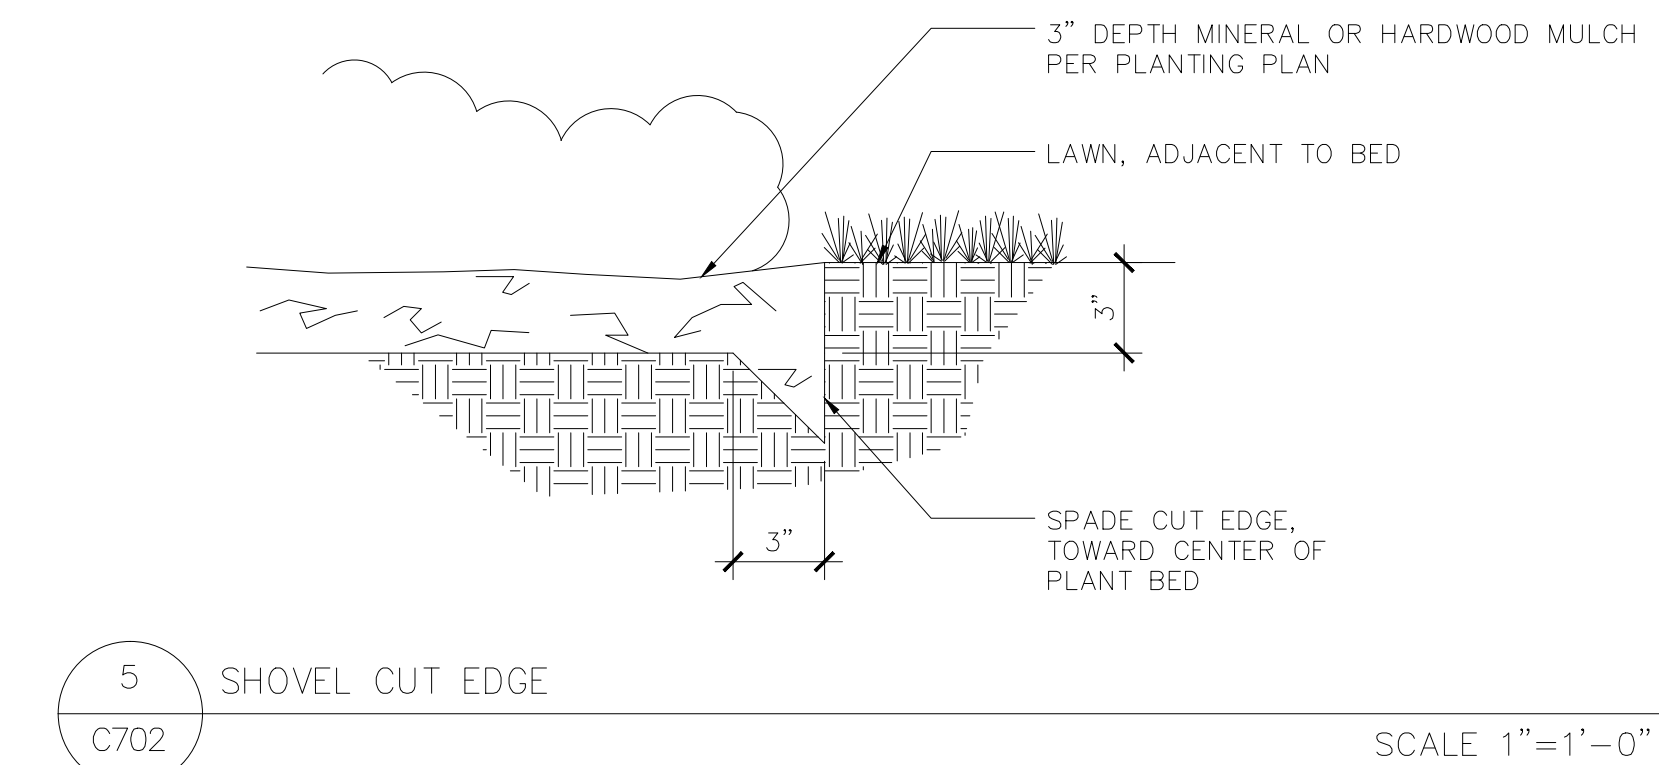 3” DEPTH MINERAL OR HARDWOOD MULCH
PER PLANTING PLAN
LAWN, ADJACENT TO BED
3”
3”
SPADE CUT EDGE,
TOWARD CENTER OF
PLANT BED
5
SHOVEL CUT EDGE
C702
SCALE 1”=1’-0”